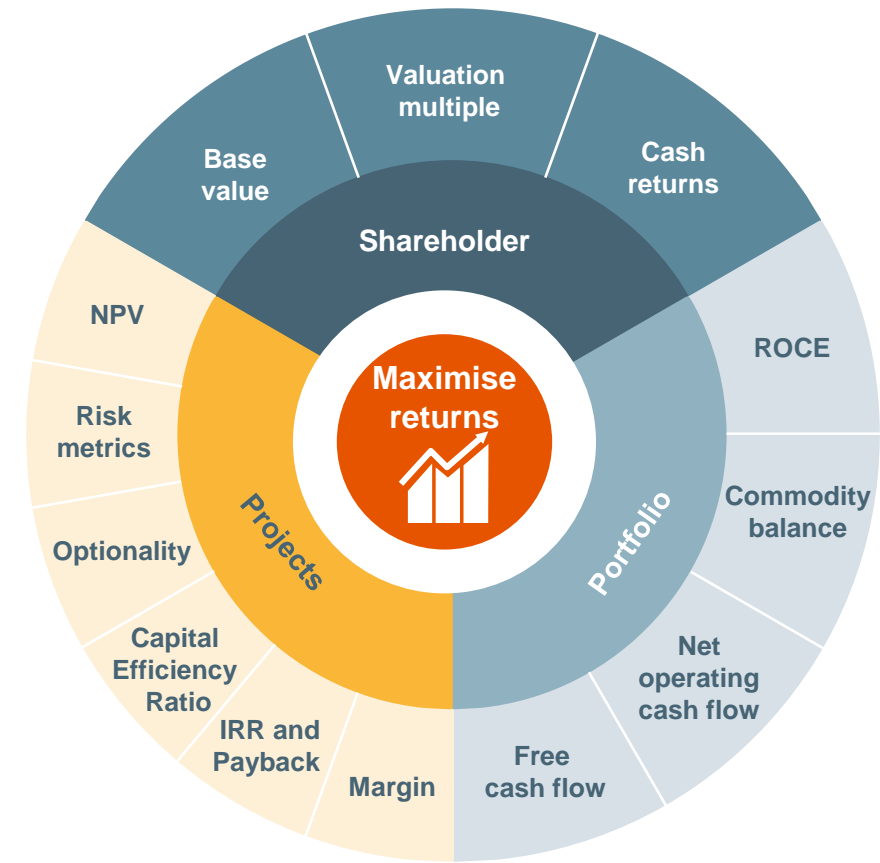 Valuation
multiple
Base
value
Cash
returns
Shareholder
NPV
ROCE
Maximise
returns
Risk
metrics
Commodity
balance
Projects
Portfolio
Optionality
Capital
Efficiency
Ratio
Net
operating
cash flow
IRR and
Payback
Free
cash flow
Margin